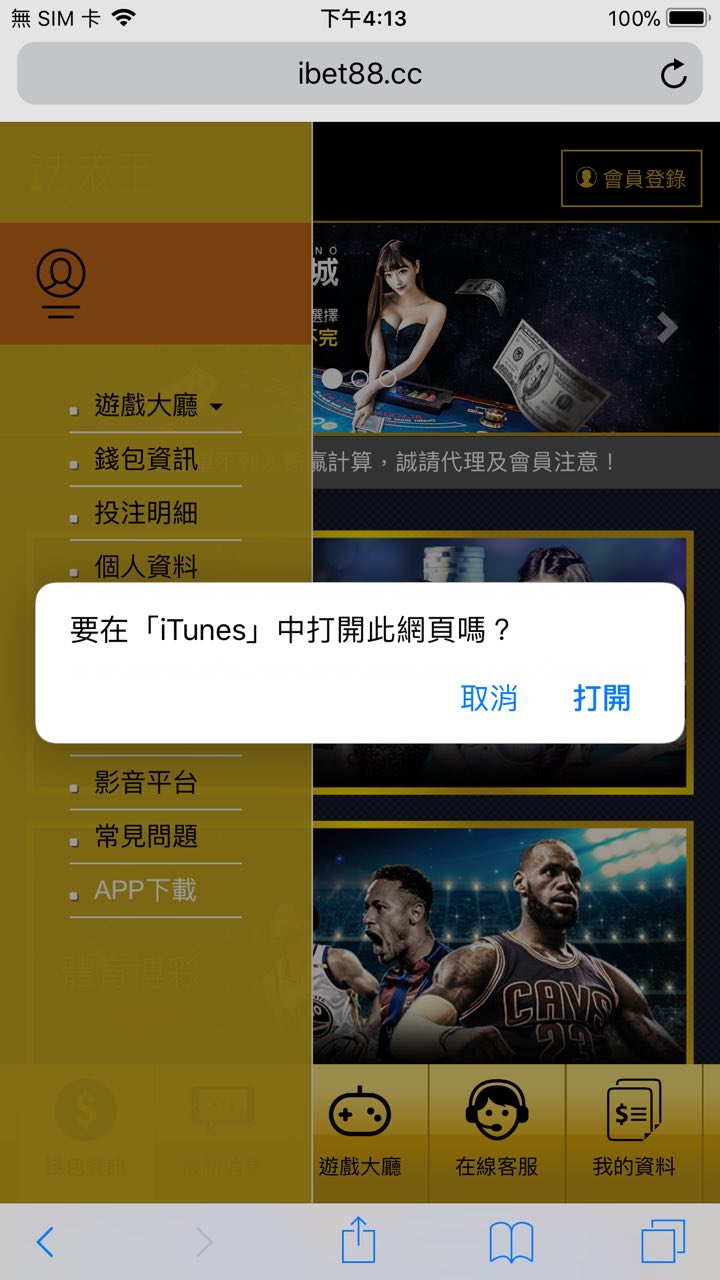 無 SIM 卡
下午4:13
100%
ibet88.cc
法老王
會員登錄
N O
城
選擇
不完
遊戲大廳
錢包資訊
不列入輸贏計算，誠請代理及會員注意！
投注明細
個人資料
要在「iTunes」中打開此網頁嗎？
取消
打開
影音平台
常見問題
APP下載
體育博彩
CAVS
23
錢包資訊
遊戲大廳
在線客服
我的資料